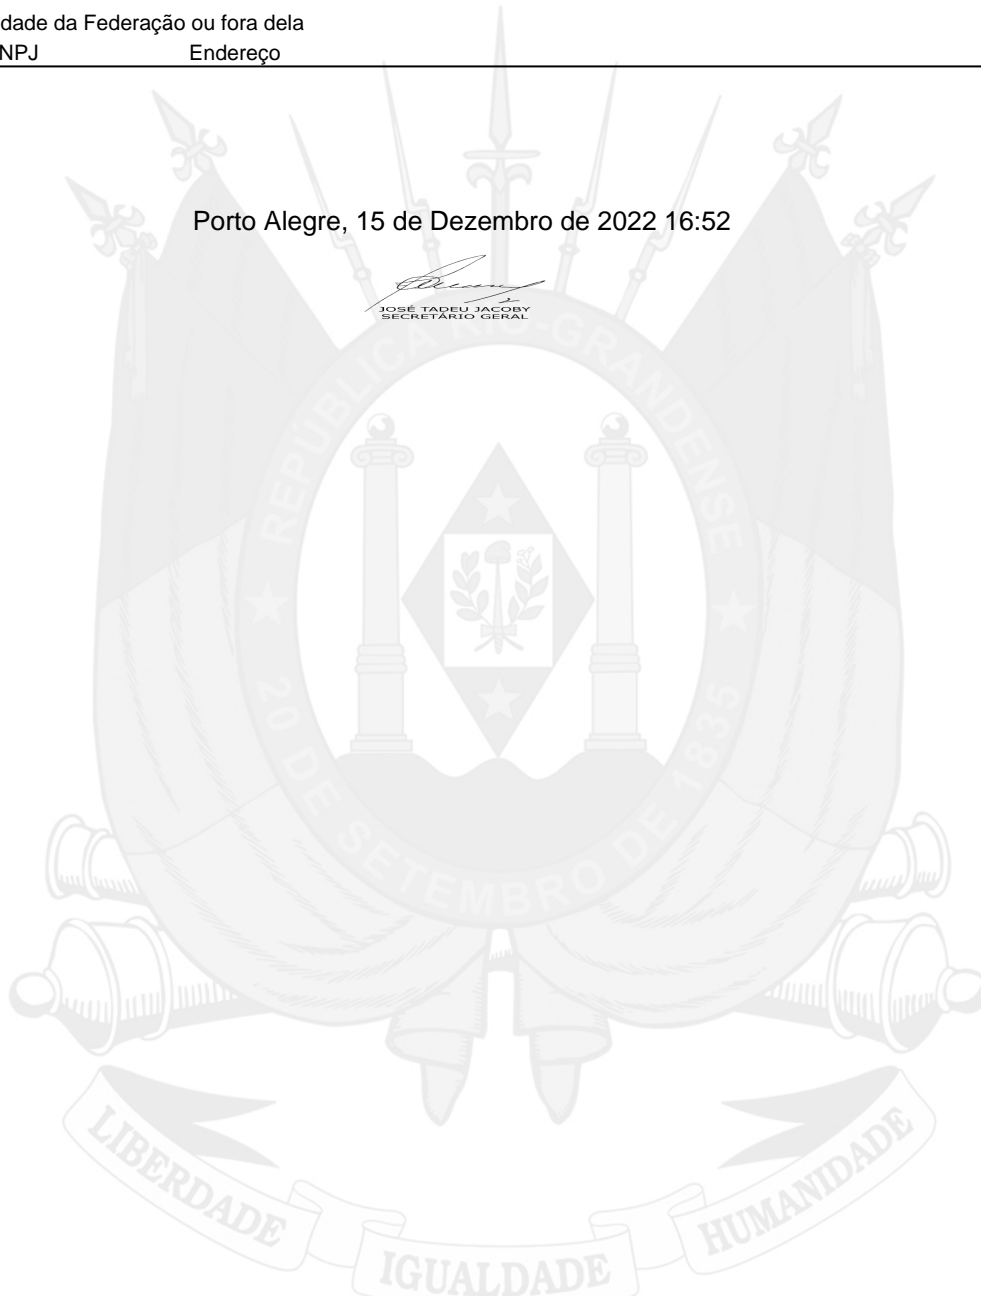 dade da Federação ou fora dela
NPJ Endereço
Porto Alegre, 15 de Dezembro de 2022 16:52
JOSÉ TADEU JACOBY
SECRETÁRIO GERAL
REPÚBLICA RIO-GRANDENSE
20 DE SETEMBRO DE 1835
LIBERDADE
IGUALDADE
HUMANIDADE